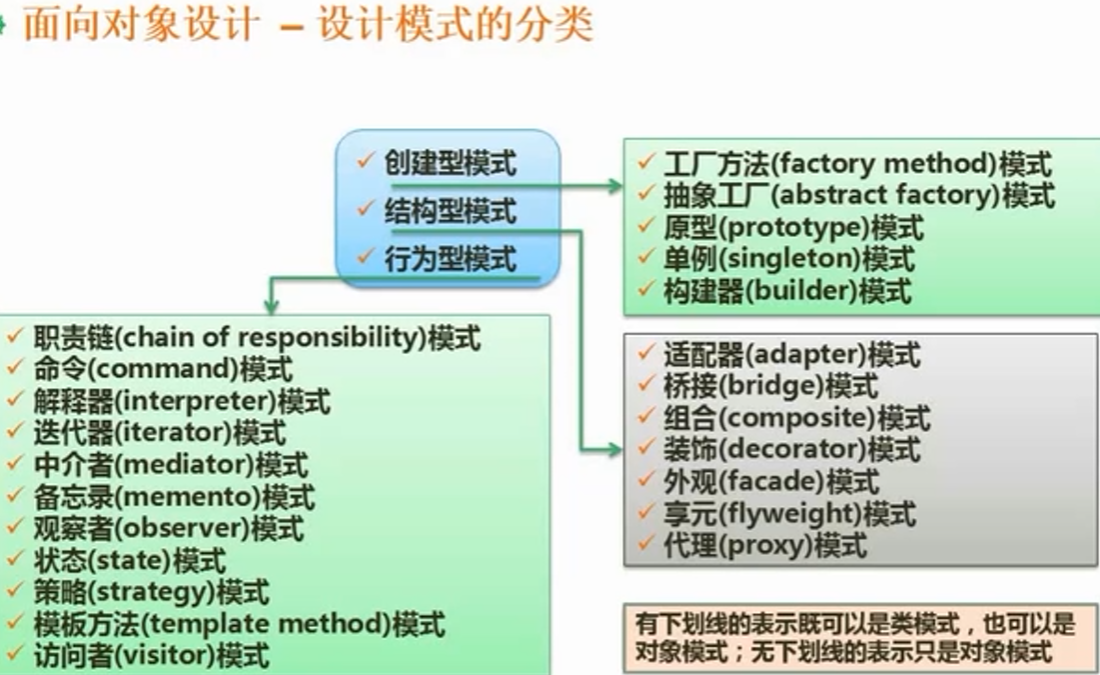 面向对象设计 – 设计模式的分类
创建型模式
结构型模式
行为型模式
工厂方法(factory method)模式
抽象工厂(abstract factory)模式
原型(prototype)模式
单例(singleton)模式
构建器(builder)模式
职责链(chain of responsibility)模式
命令(command)模式
解释器(interpreter)模式
迭代器(iterator)模式
中介者(mediator)模式
备忘录(memento)模式
观察者(observer)模式
状态(state)模式
策略(strategy)模式
模板方法(template method)模式
访问者(visitor)模式
适配器(adapter)模式
桥接(bridge)模式
组合(composite)模式
装饰(decorator)模式
外观(facade)模式
享元(flyweight)模式
代理(proxy)模式
有下划线的表示既可以是类模式，也可以是
对象模式；无下划线的表示只是对象模式